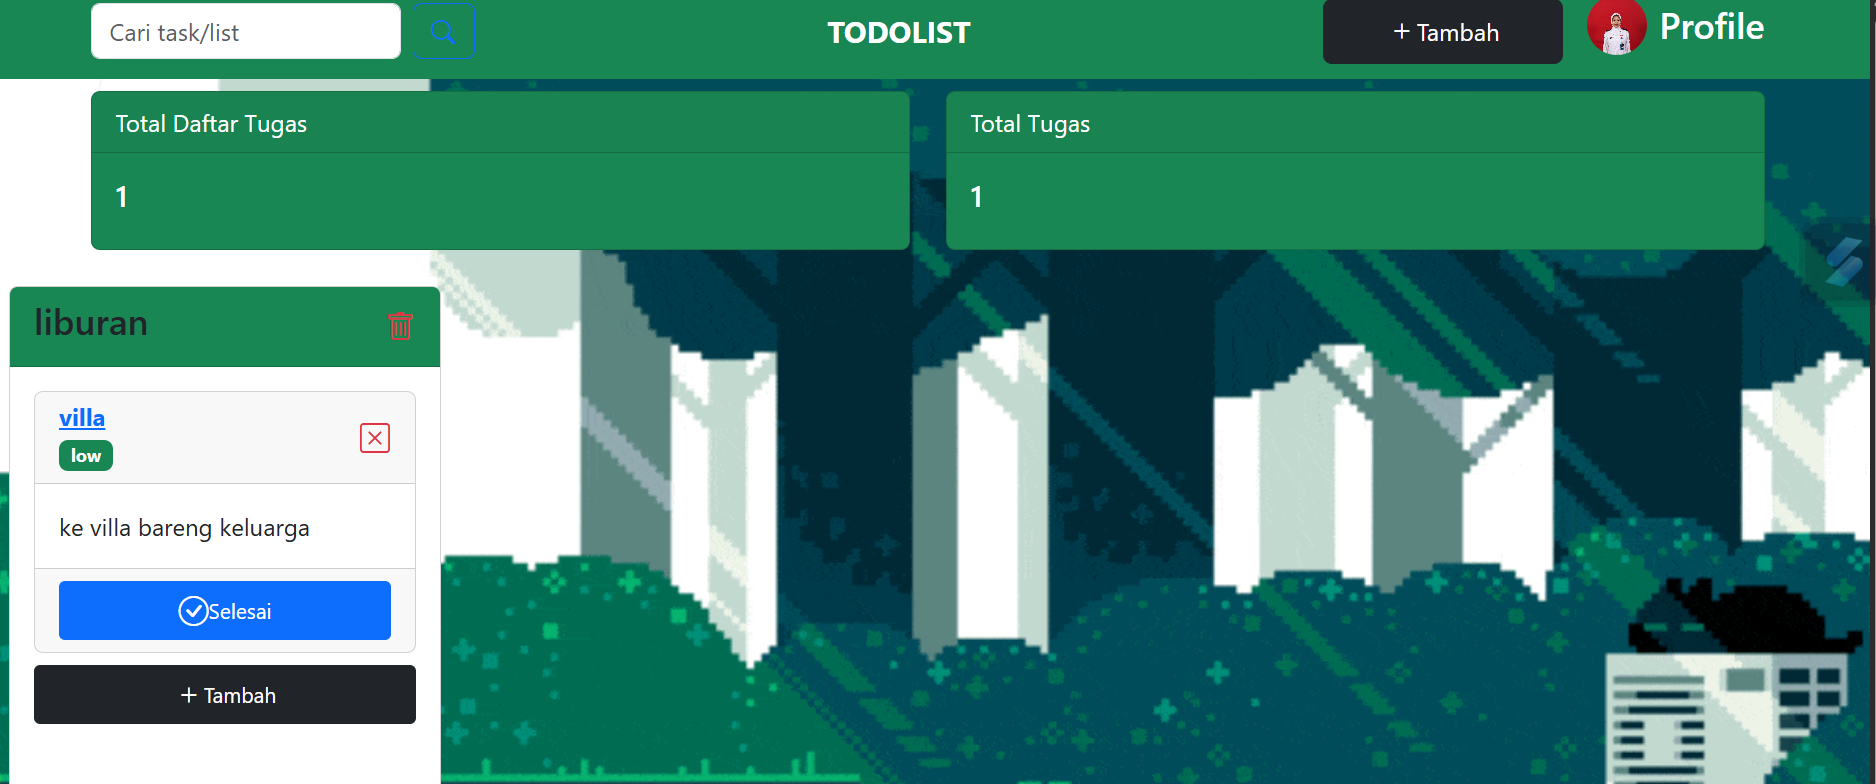 Cari task/list
TODOLIST
+ Tambah
Profile
Total Daftar Tugas
1
Total Tugas
1
liburan
villa
low
ke villa bareng keluarga
Selesai
+ Tambah